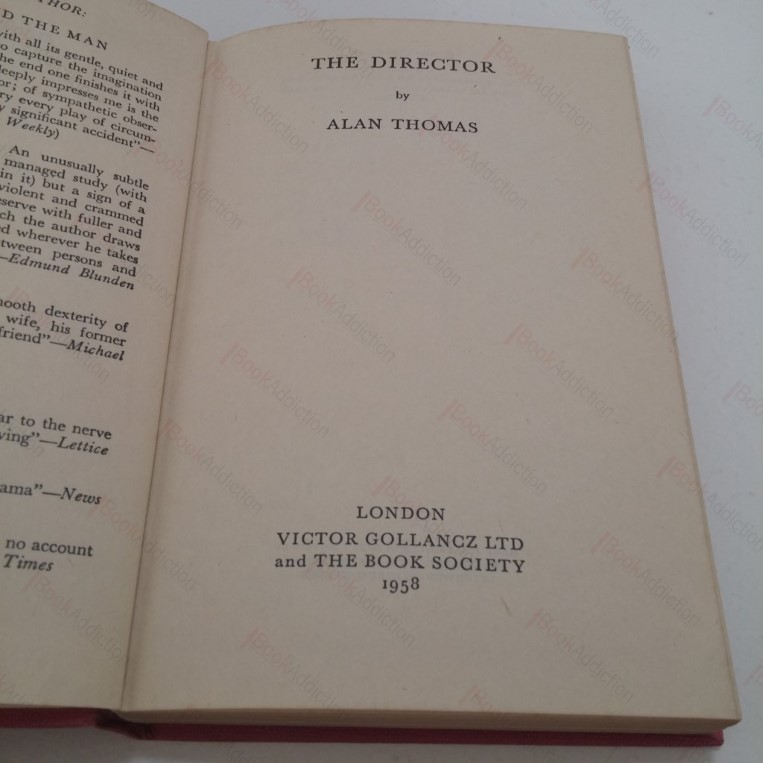 THOR:
D THE MAN
with all its gentle, quiet and
o capture the imagination
he end one finishes it with
deeply impresses me is the
or; of sympathetic obser-
ry every play of circum-
y significant accident"—
Weekly)
An unusually subtle
managed study (with
in it) but a sign of a
violent and crammed
serve with fuller and
ch the author draws
ed wherever he takes
tween persons and
—Edmund Blunden
mooth dexterity of
wife, his former
friend"—Michael
ar to the nerve
ving"—Lettice
ama"—News
no account
Times
THE DIRECTOR
by
ALAN THOMAS
LONDON
VICTOR GOLLANCZ LTD
and THE BOOK SOCIETY
1958
iBookAddiction